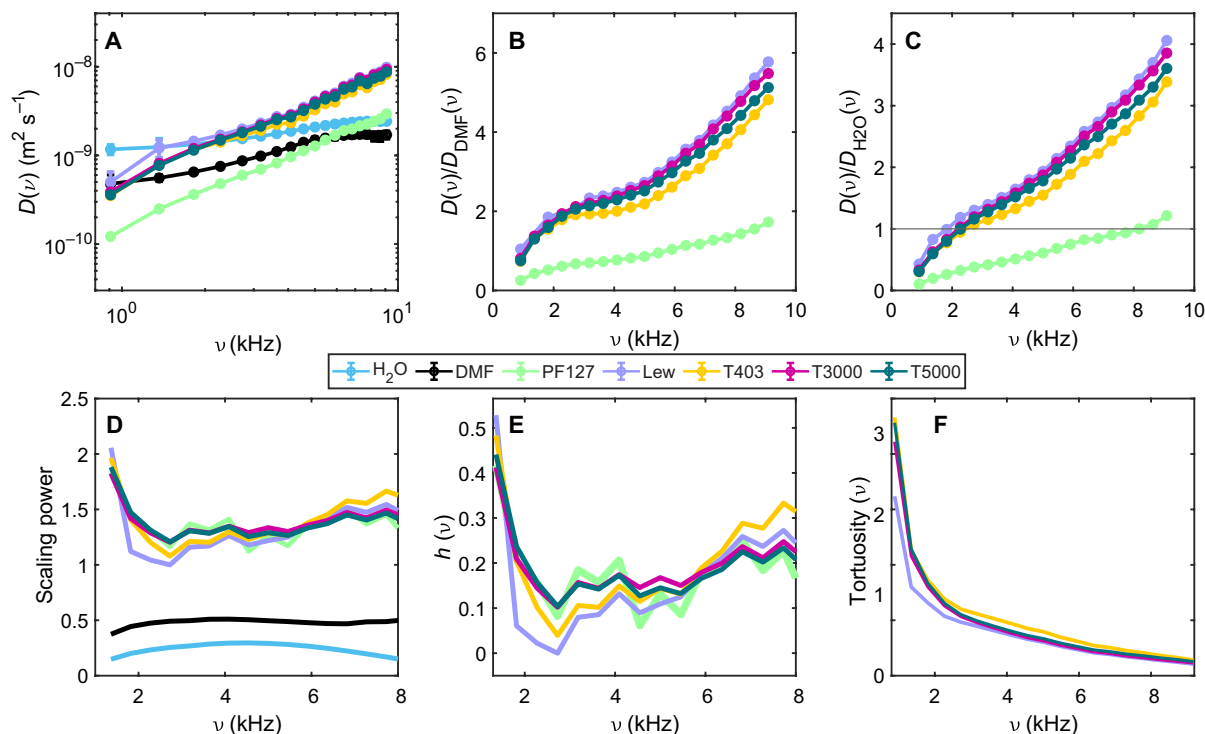 A
D(ν) (m² s⁻¹)
10⁻⁸
10⁻⁹
10⁻¹⁰
10⁰
10¹
ν (kHz)
B
D(ν)/D_DMF(ν)
6
4
2
0
0 2 4 6 8 10
ν (kHz)
C
D(ν)/D_H2O(ν)
4
3
2
1
0
0 2 4 6 8 10
ν (kHz)
H₂O DMF PF127 Lew T403 T3000 T5000
D
Scaling power
2.5
2
1.5
1
0.5
0
2 4 6 8
ν (kHz)
E
h (ν)
0.5
0.4
0.3
0.2
0.1
0
2 4 6 8
ν (kHz)
F
Tortuosity (ν)
3
2
1
0
2 4 6 8
ν (kHz)